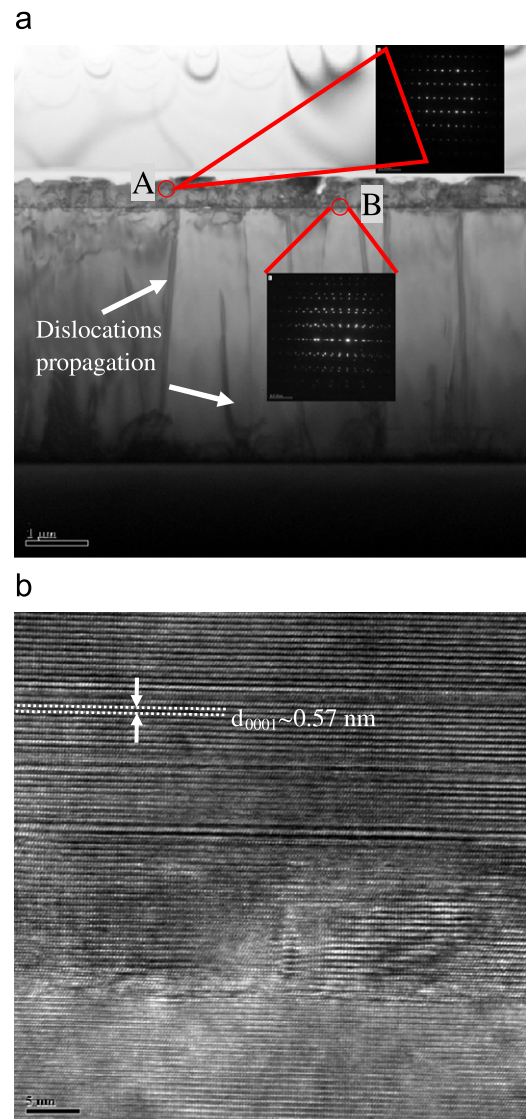 a
A
B
Dislocations
propagation
1 μm
b
d0001~0.57 nm
5 nm